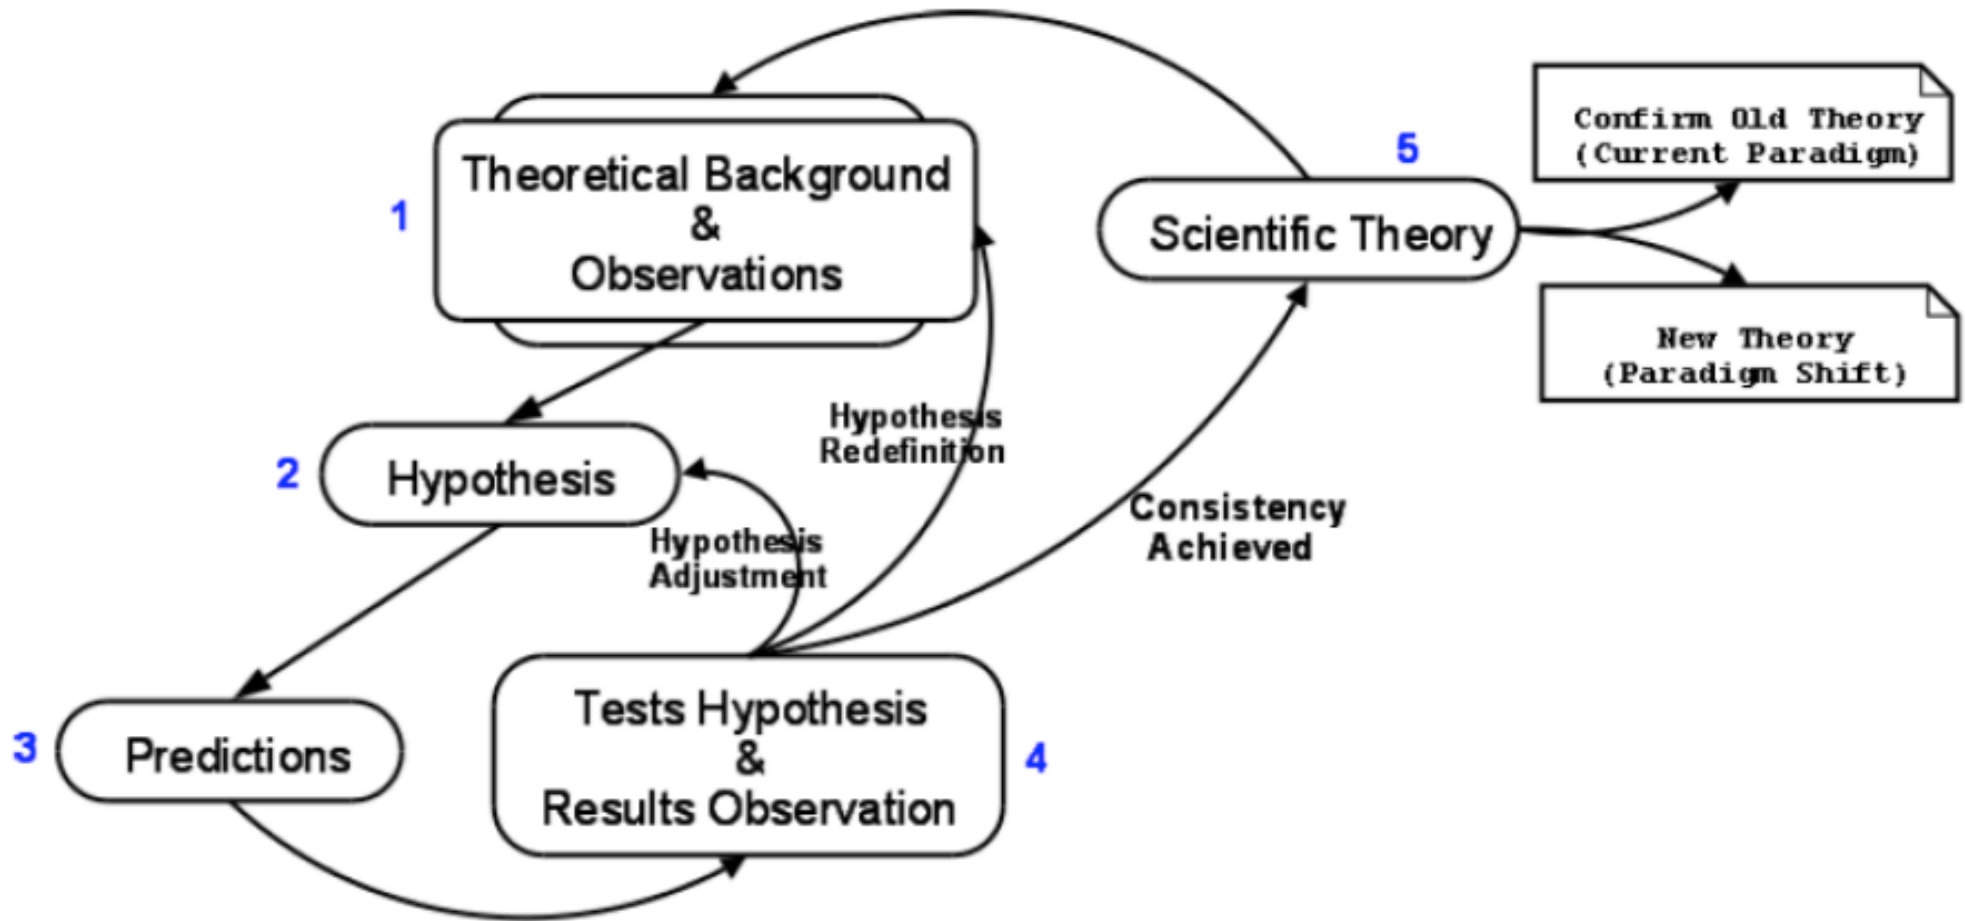 1
Theoretical Background
&
Observations
2
Hypothesis
3
Predictions
Tests Hypothesis
&
Results Observation
4
Hypothesis
Adjustment
Hypothesis
Redefinition
Consistency
Achieved
5
Scientific Theory
Confirm Old Theory
(Current Paradigm)
New Theory
(Paradigm Shift)